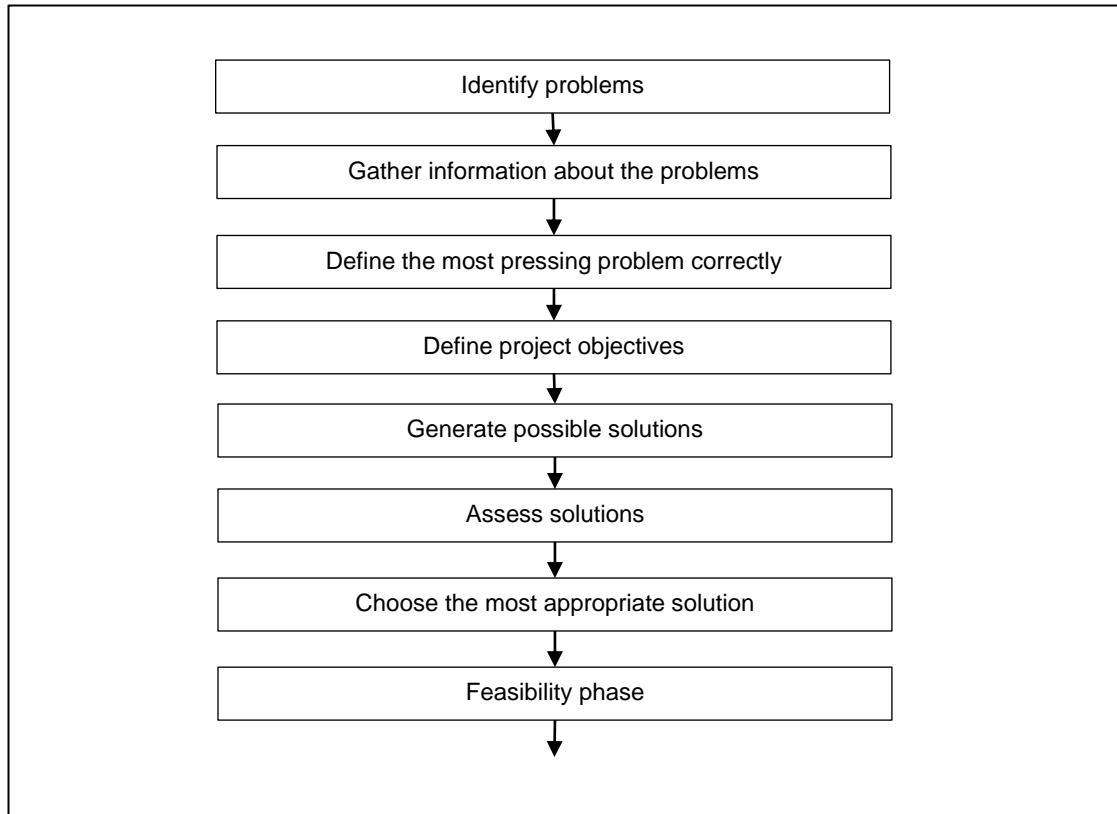 Identify problems
Gather information about the problems
Define the most pressing problem correctly
Define project objectives
Generate possible solutions
Assess solutions
Choose the most appropriate solution
Feasibility phase